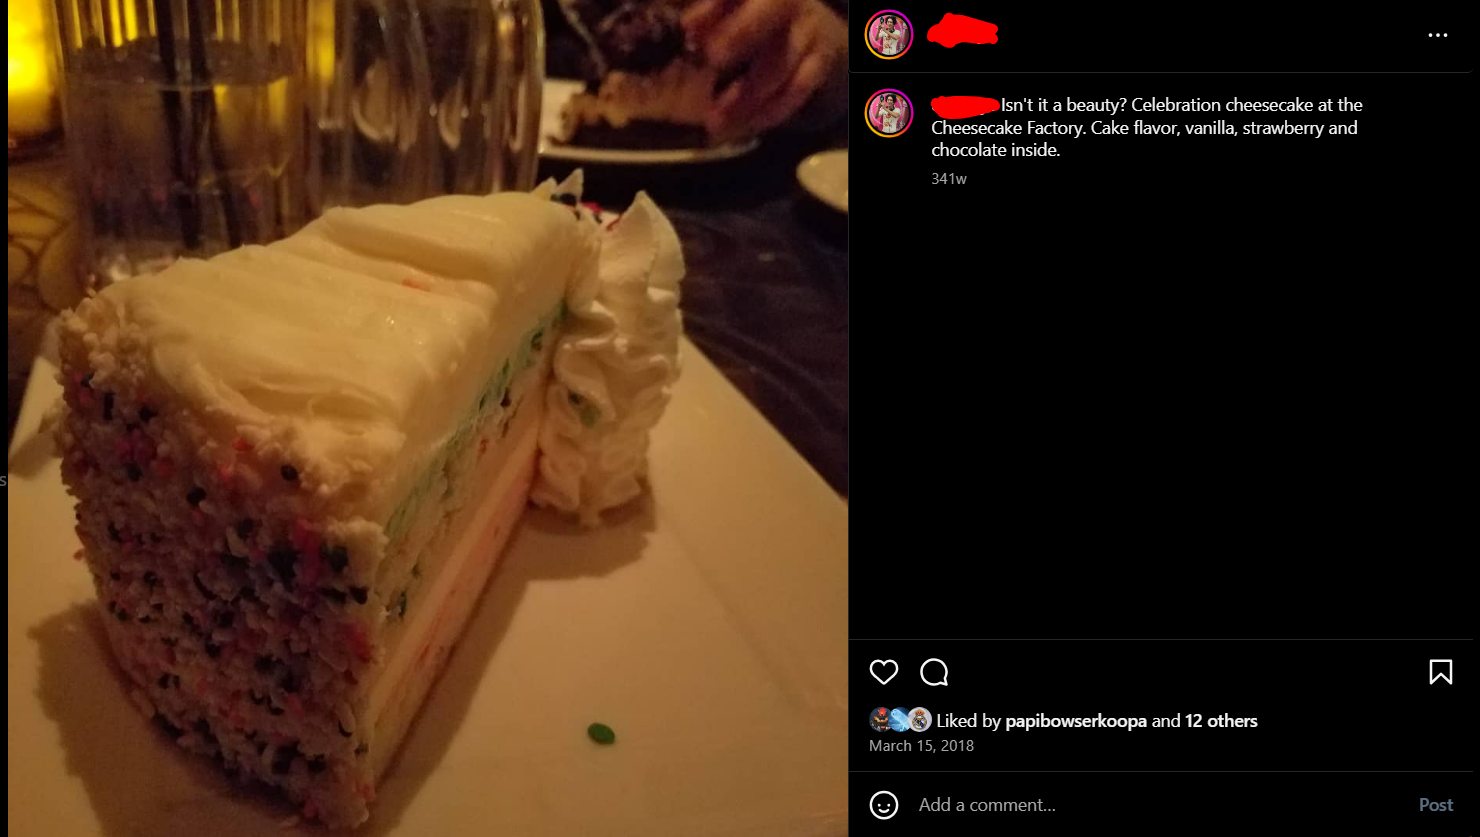 Isn't it a beauty? Celebration cheesecake at the
Cheesecake Factory. Cake flavor, vanilla, strawberry and
chocolate inside.
341w
s
Liked by papibowserkoopa and 12 others
March 15, 2018
Add a comment...
Post